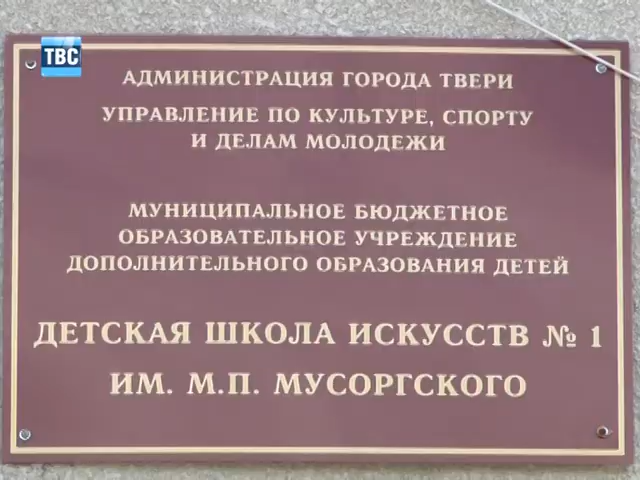 ТВС
АДМИНИСТРАЦИЯ ГОРОДА ТВЕРИ
УПРАВЛЕНИЕ ПО КУЛЬТУРЕ, СПОРТУ
И ДЕЛАМ МОЛОДЕЖИ
МУНИЦИПАЛЬНОЕ БЮДЖЕТНОЕ
ОБРАЗОВАТЕЛЬНОЕ УЧРЕЖДЕНИЕ
ДОПОЛНИТЕЛЬНОГО ОБРАЗОВАНИЯ ДЕТЕЙ
ДЕТСКАЯ ШКОЛА ИСКУССТВ № 1
ИМ. М.П. МУСОРГСКОГО